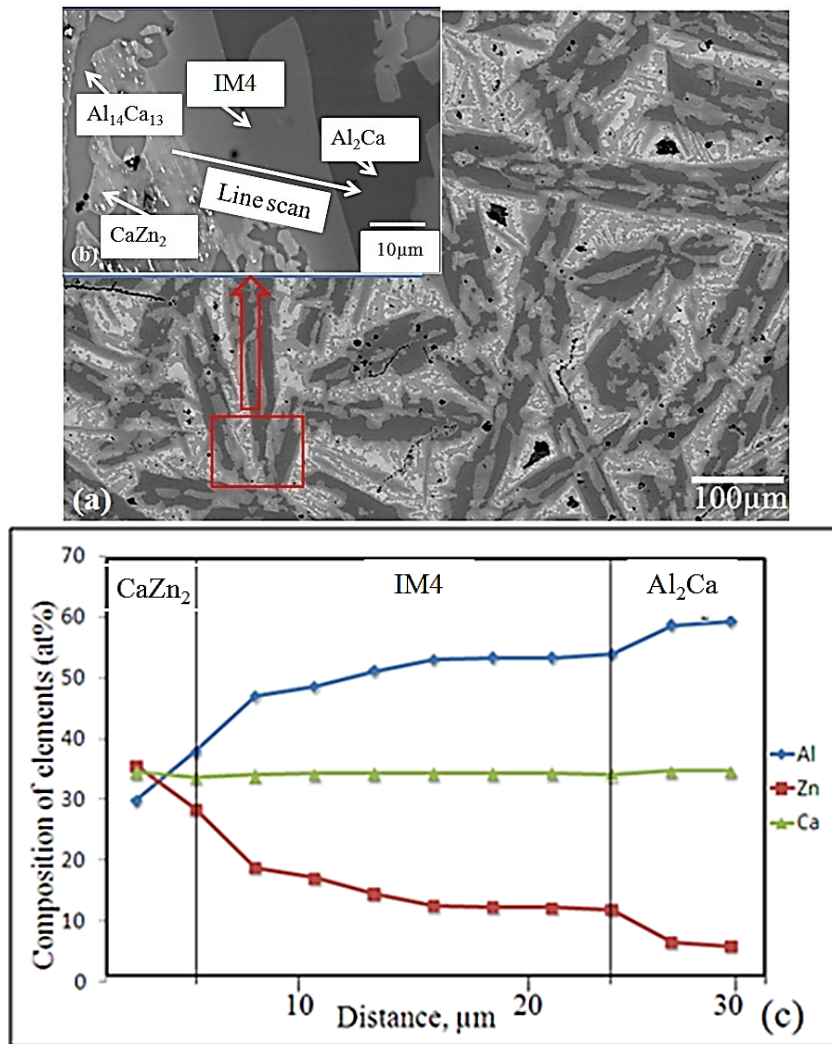 IM4
Al₁₄Ca₁₃
Al₂Ca
Line scan
CaZn₂
10µm
(b)
(a)
100µm
70
60
50
40
30
20
10
0
CaZn₂
IM4
Al₂Ca
Al
Zn
Ca
Composition of elements (at%)
10
20
30
Distance, µm
(c)